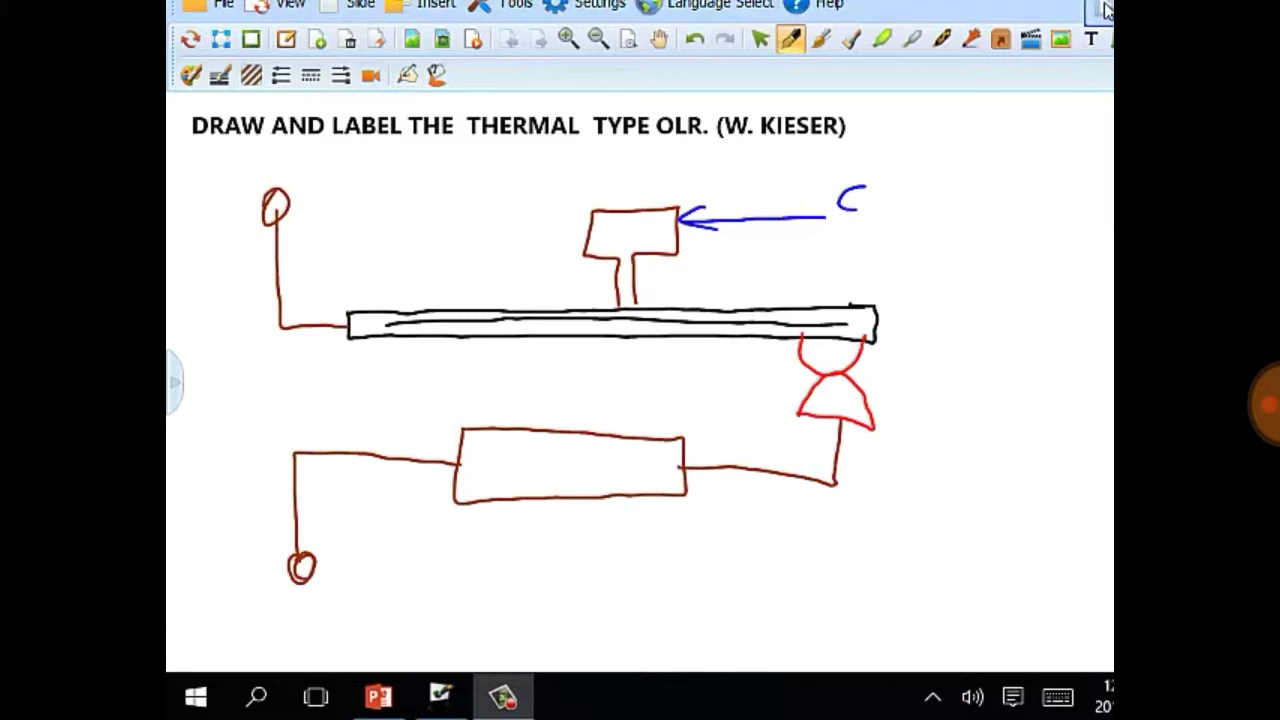 File View Slide Insert Tools Settings Language Select Help
T
DRAW AND LABEL THE THERMAL TYPE OLR. (W. KIESER)
C